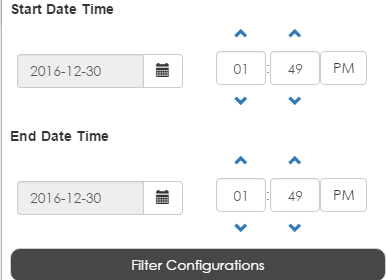 Start Date Time
2016-12-30 01 : 49 PM
End Date Time
2016-12-30 01 : 49 PM
Filter Configurations